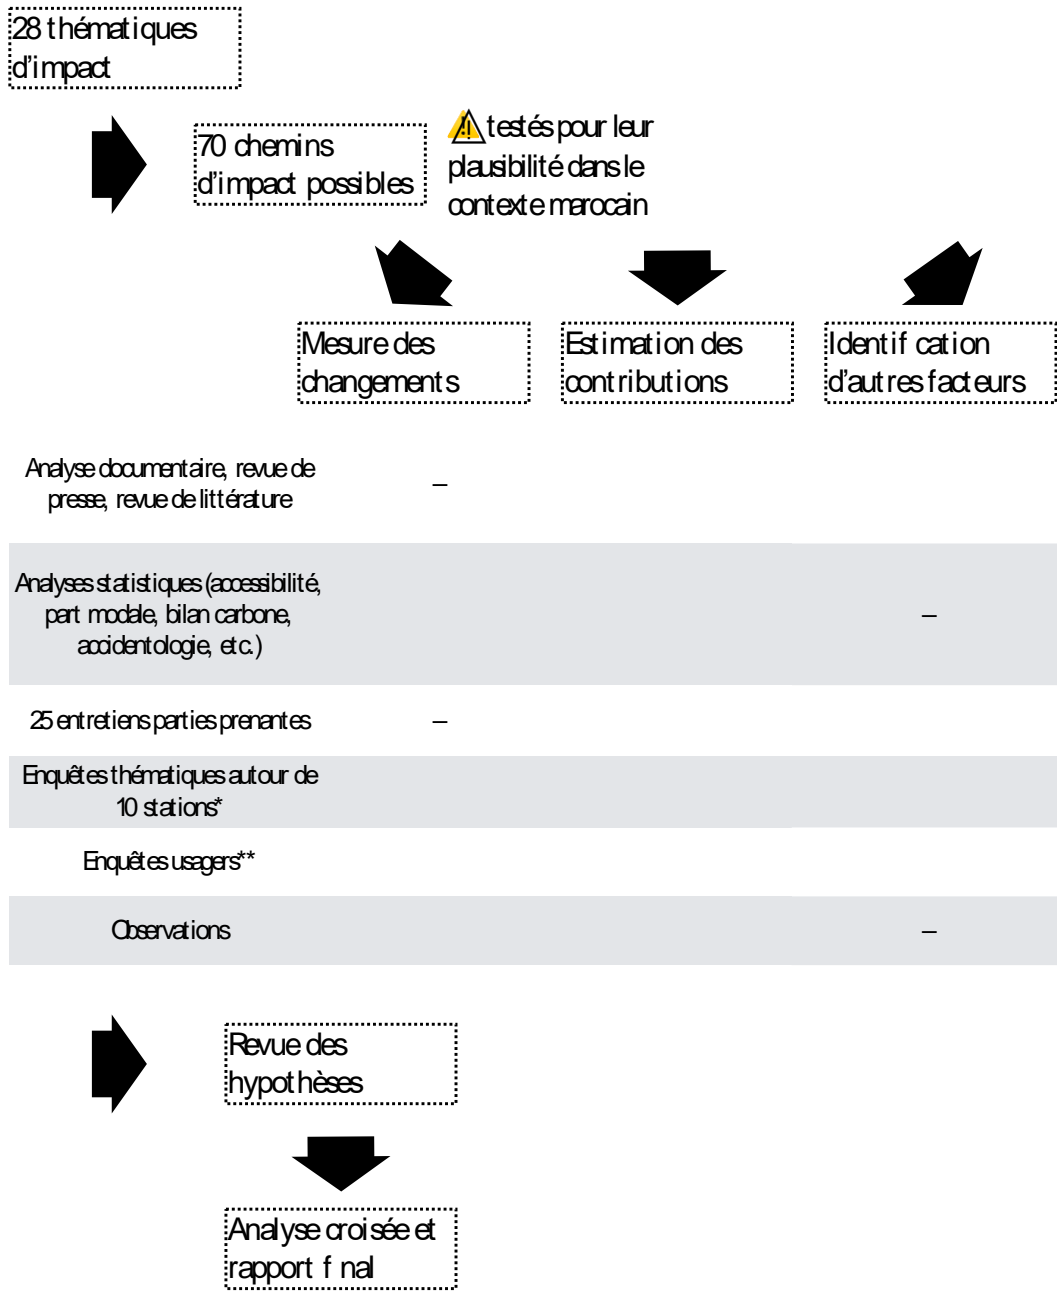 28 thématiques
d'impact
70 chemins
d'impact possibles
⚠ testés pour leur
plausibilité dans le
contexte marocain
Mesure des
changements
Estimation des
contributions
Identif cation
d'autres facteurs
Analyse documentaire, revue de
presse, revue de littérature
–
Analyses statistiques (accessibilité,
part modale, bilan carbone,
accidentologie, etc.)
–
25 entretiens parties prenantes
–
Enquêtes thématiques autour de
10 stations*
Enquêtes usagers**
Observations
–
Revue des
hypothèses
Analyse croisée et
rapport f nal